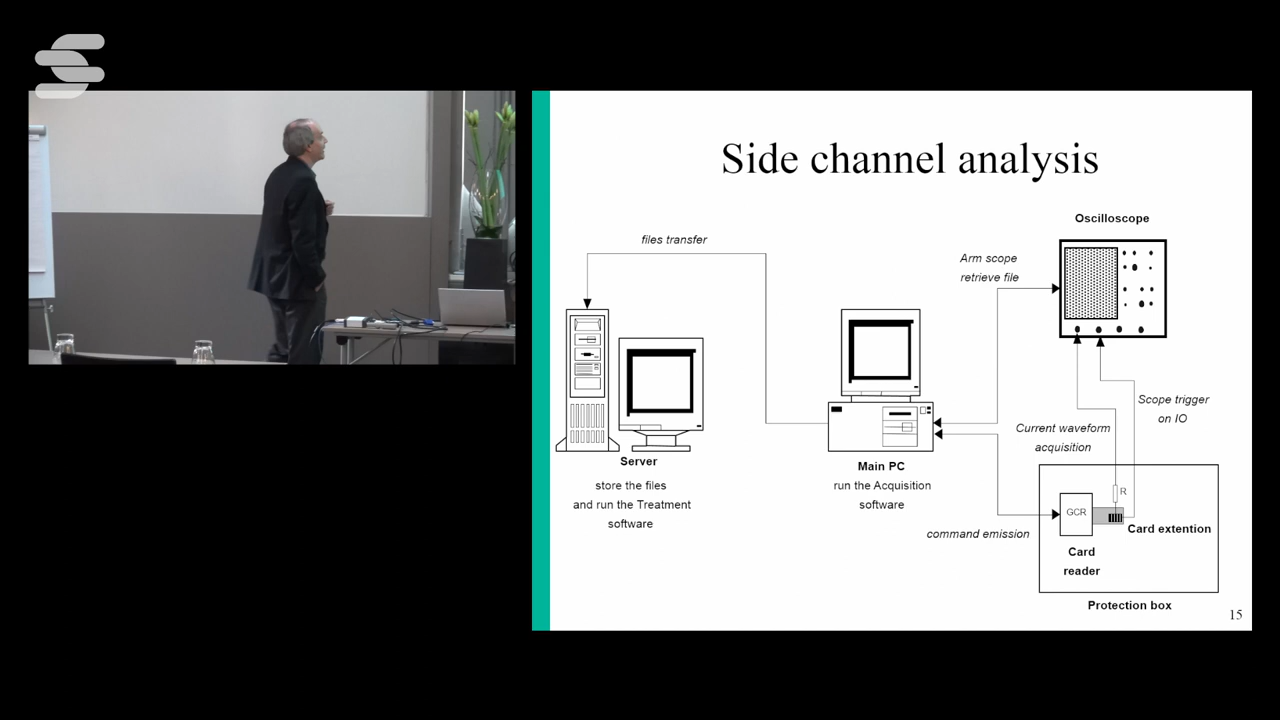 Side channel analysis
Oscilloscope
files transfer
Arm scope
retrieve file
Scope trigger
on IO
Current waveform
acquisition
Server
store the files
and run the Treatment
software
Main PC
run the Acquisition
software
R
GCR
Card extention
command emission
Card
reader
Protection box
15